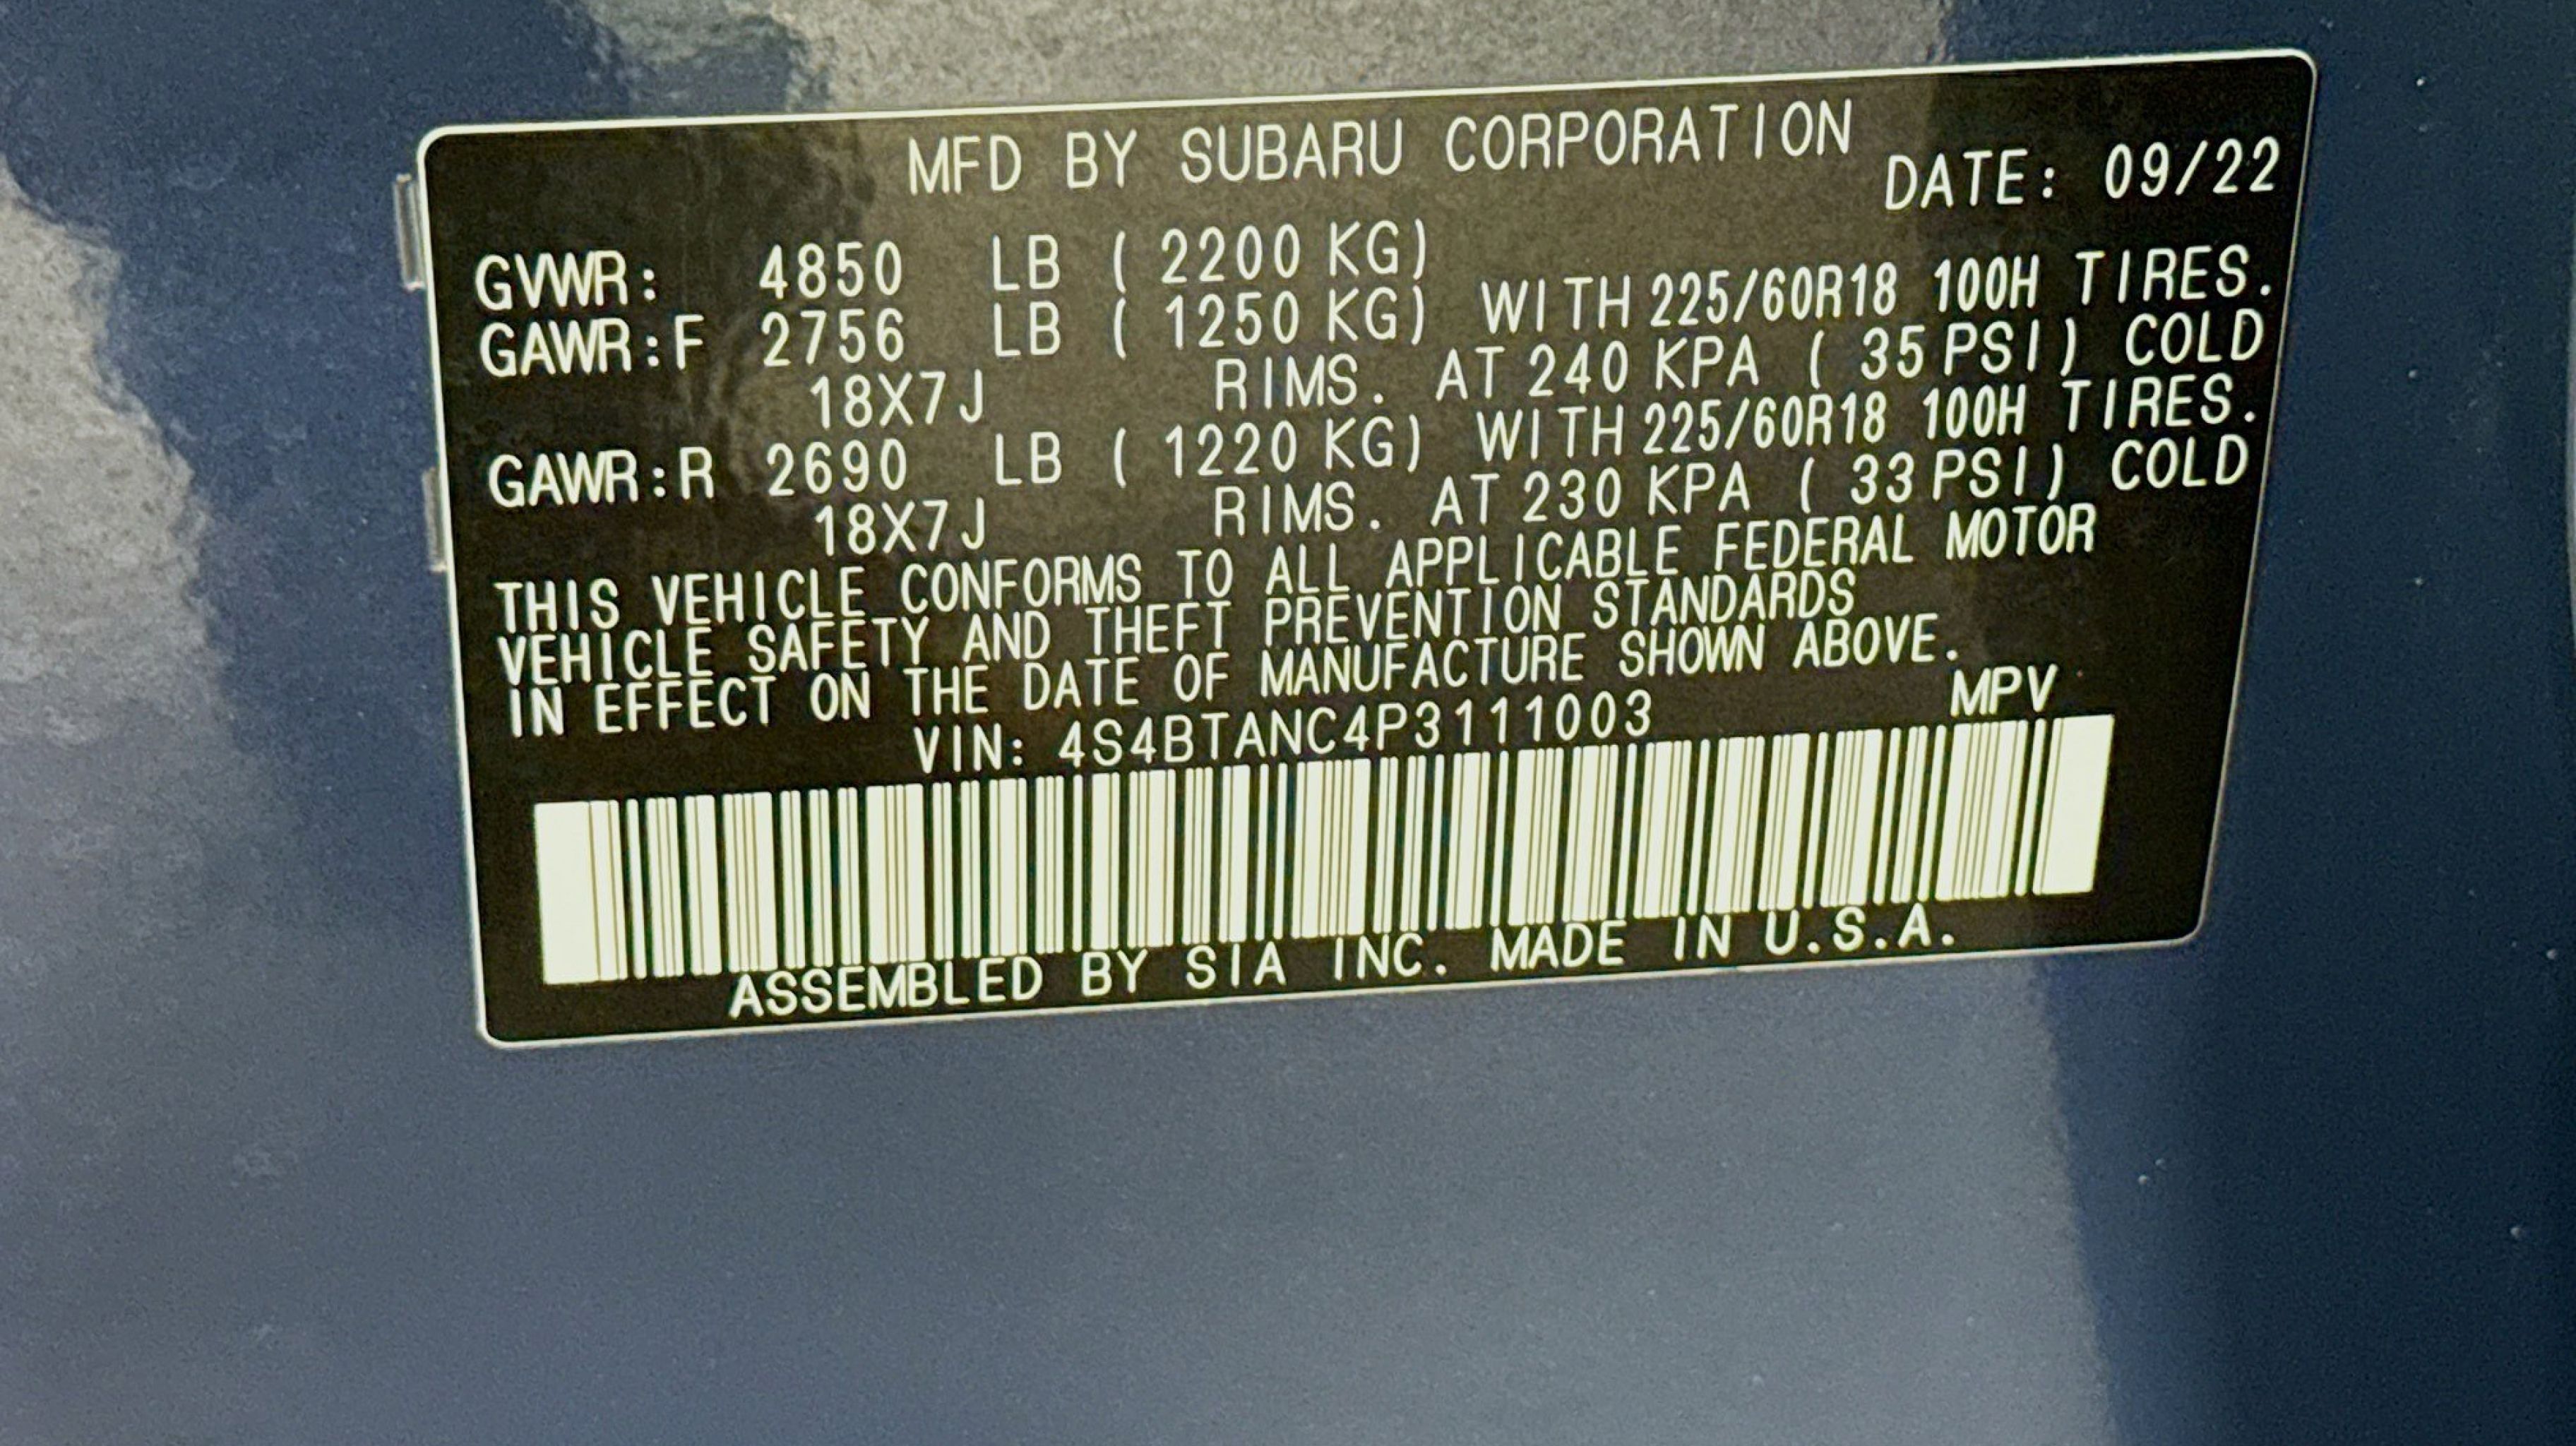 MFD BY SUBARU CORPORATION
DATE: 09/22
GVWR: 4850 LB ( 2200 KG)
GAWR:F 2756 LB ( 1250 KG) WITH 225/60R18 100H TIRES.
18X7J RIMS. AT 240 KPA ( 35 PSI) COLD
GAWR:R 2690 LB ( 1220 KG) WITH 225/60R18 100H TIRES.
18X7J RIMS. AT 230 KPA ( 33 PSI) COLD
THIS VEHICLE CONFORMS TO ALL APPLICABLE FEDERAL MOTOR
VEHICLE SAFETY AND THEFT PREVENTION STANDARDS
IN EFFECT ON THE DATE OF MANUFACTURE SHOWN ABOVE.
VIN: 4S4BTANC4P3111003 MPV
ASSEMBLED BY SIA INC. MADE IN U.S.A.